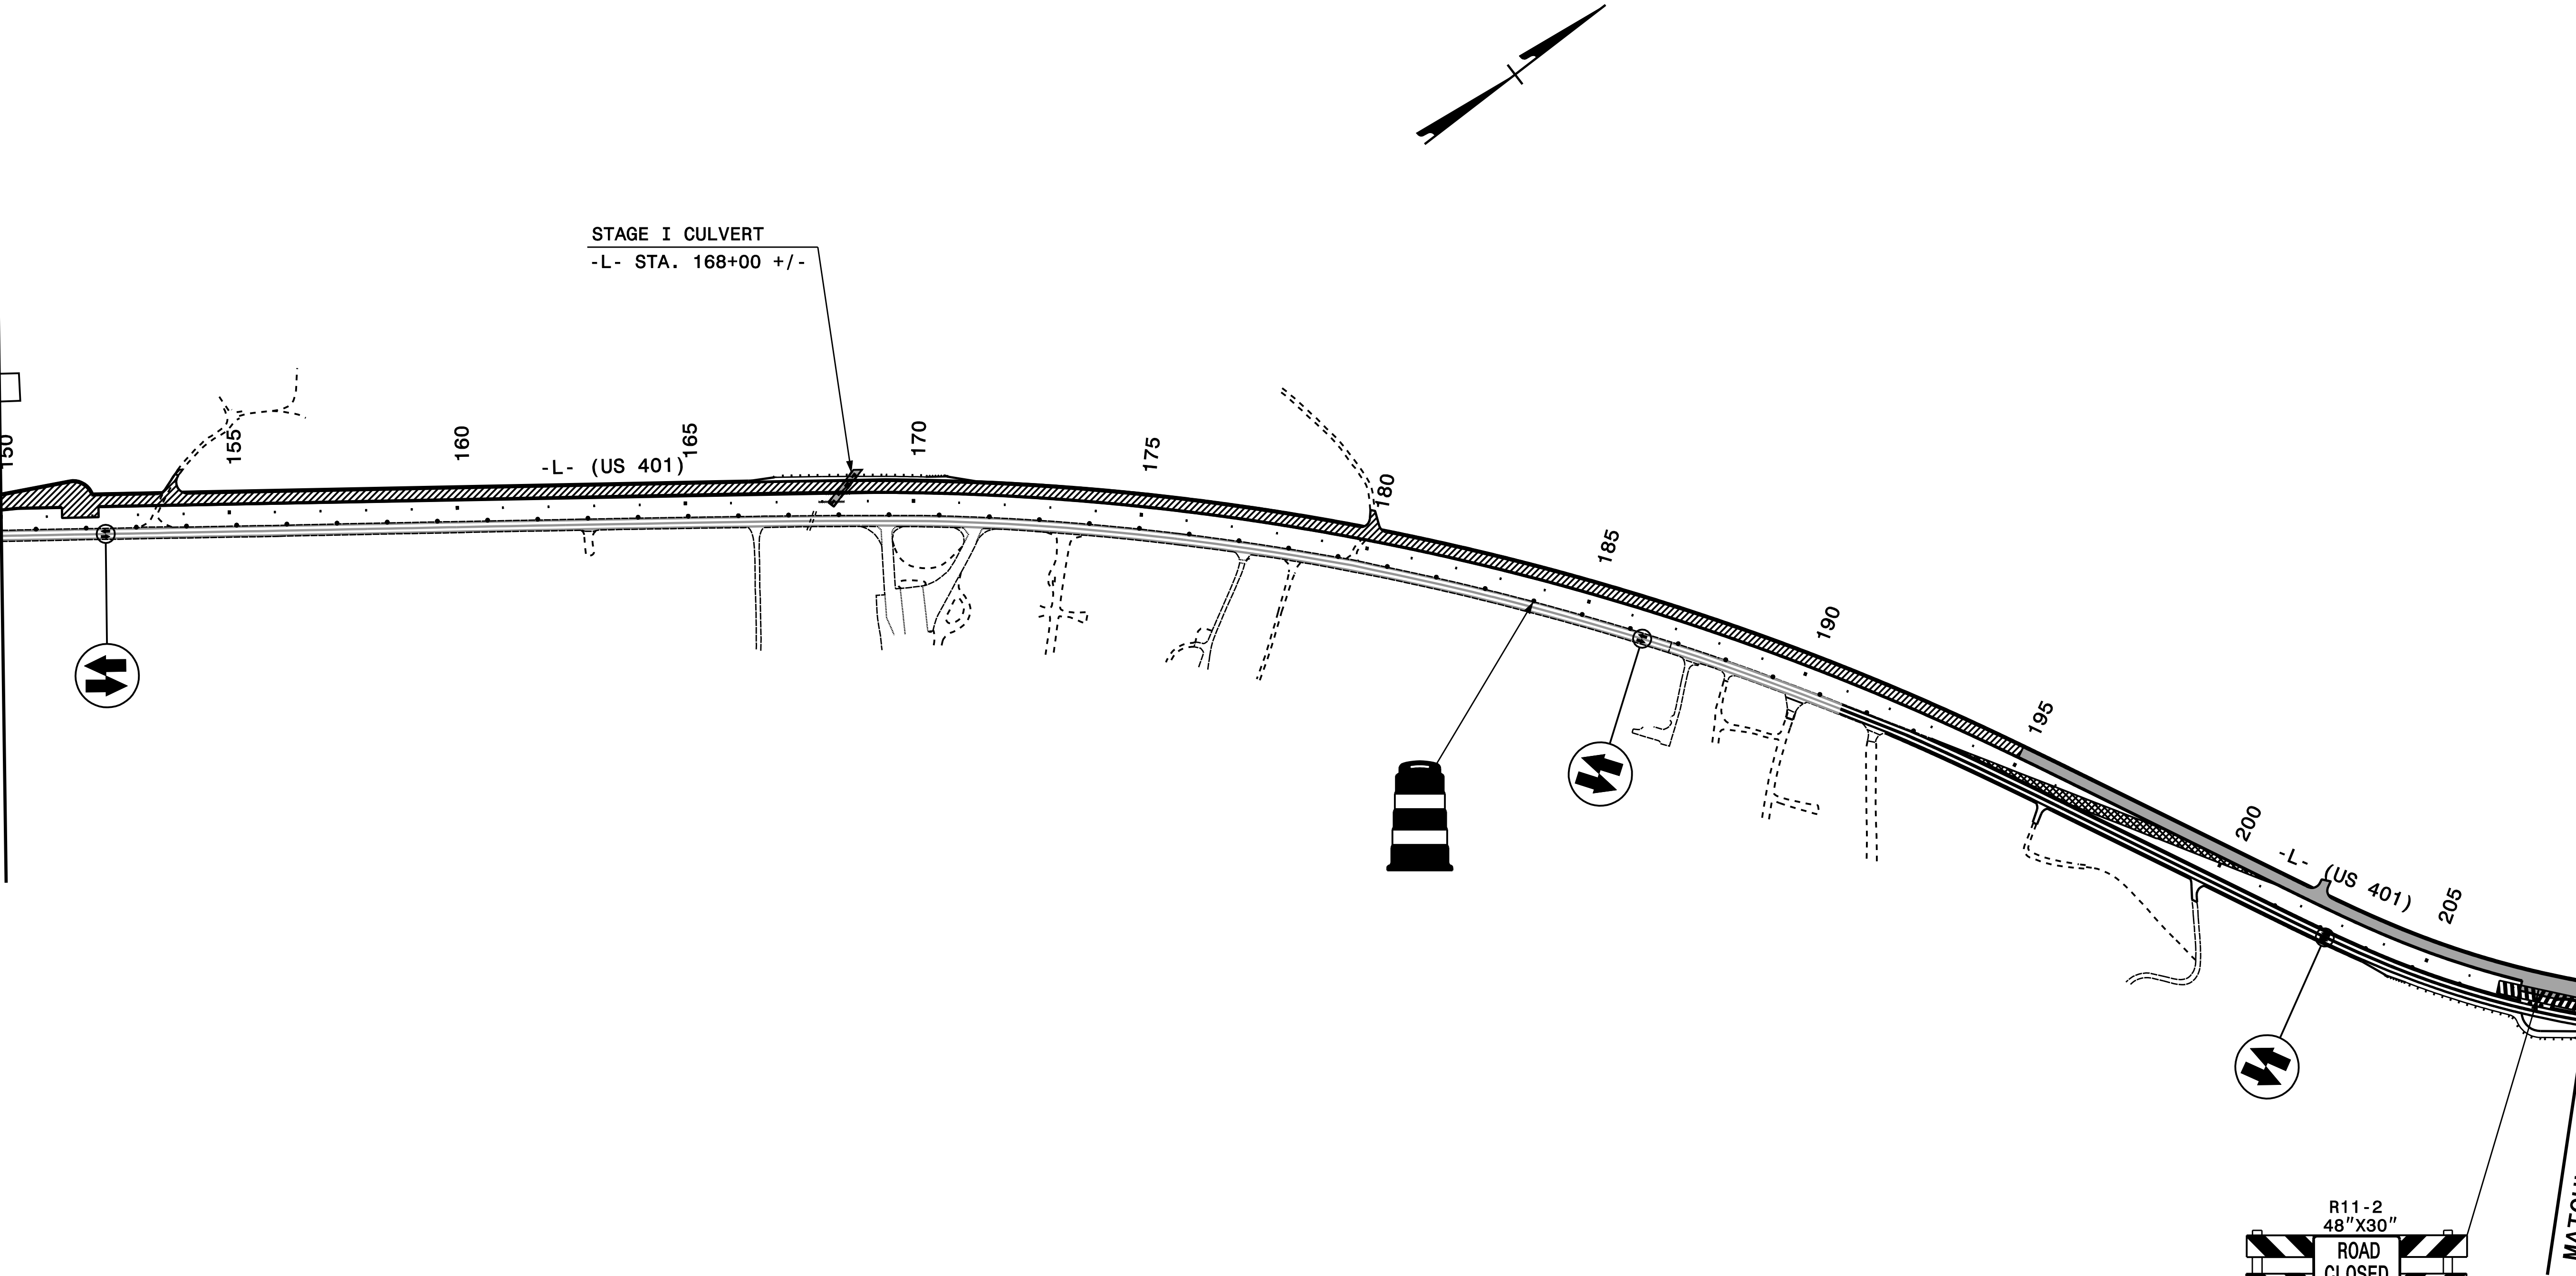 STAGE I CULVERT
-L- STA. 168+00 +/-
150
155
160
165
170
175
180
185
190
195
200
205
-L- (US 401)
-L- (US 401)
R11-2
48"X30"
ROAD
CLOSED